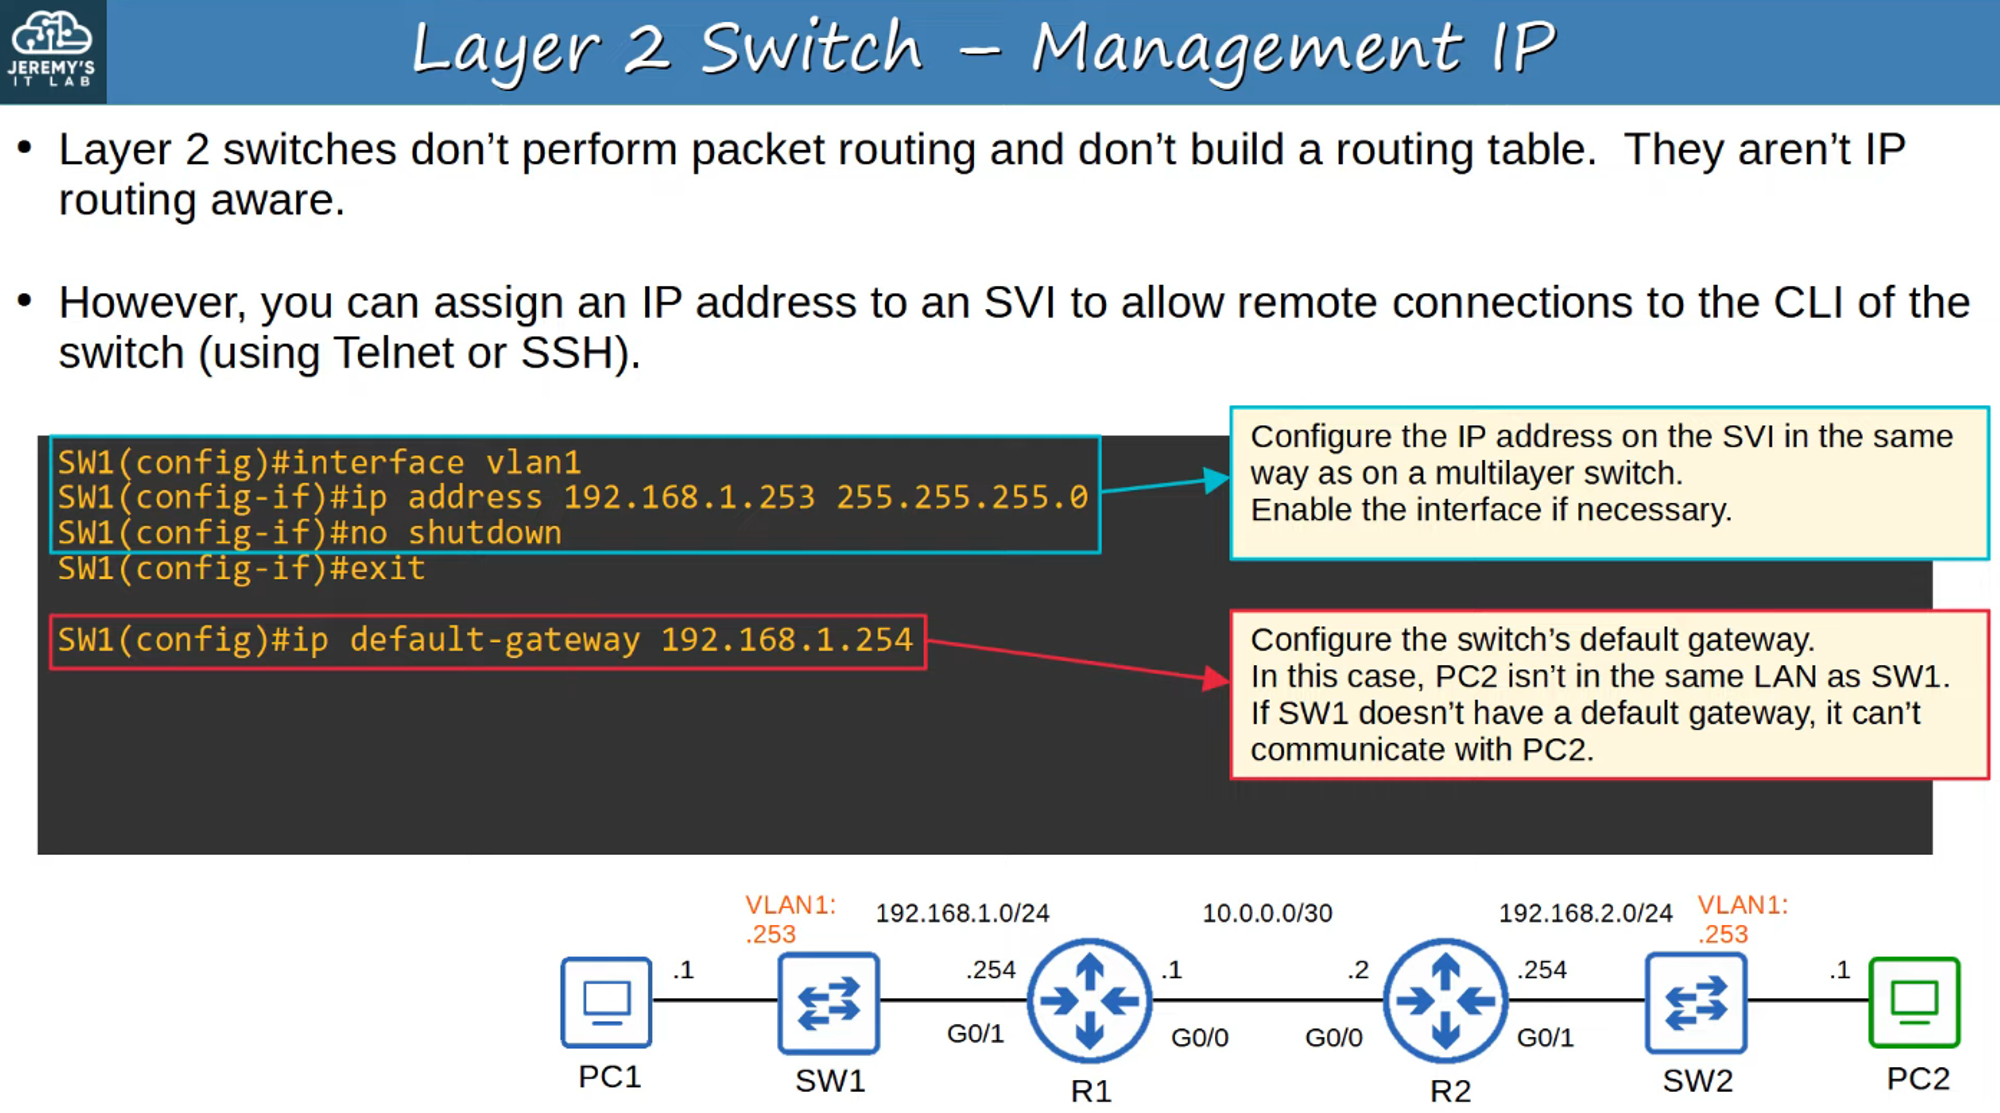 JEREMY'S
IT LAB
Layer 2 Switch – Management IP
• Layer 2 switches don’t perform packet routing and don’t build a routing table.  They aren’t IP
routing aware.
• However, you can assign an IP address to an SVI to allow remote connections to the CLI of the
switch (using Telnet or SSH).
SW1(config)#interface vlan1
SW1(config-if)#ip address 192.168.1.253 255.255.255.0
SW1(config-if)#no shutdown
SW1(config-if)#exit
SW1(config)#ip default-gateway 192.168.1.254
Configure the IP address on the SVI in the same
way as on a multilayer switch.
Enable the interface if necessary.
Configure the switch’s default gateway.
In this case, PC2 isn’t in the same LAN as SW1.
If SW1 doesn’t have a default gateway, it can’t
communicate with PC2.
VLAN1:
.253
192.168.1.0/24
10.0.0.0/30
192.168.2.0/24
VLAN1:
.253
.1
.254
.1
.2
.254
.1
G0/1
G0/0
G0/0
G0/1
PC1
SW1
R1
R2
SW2
PC2